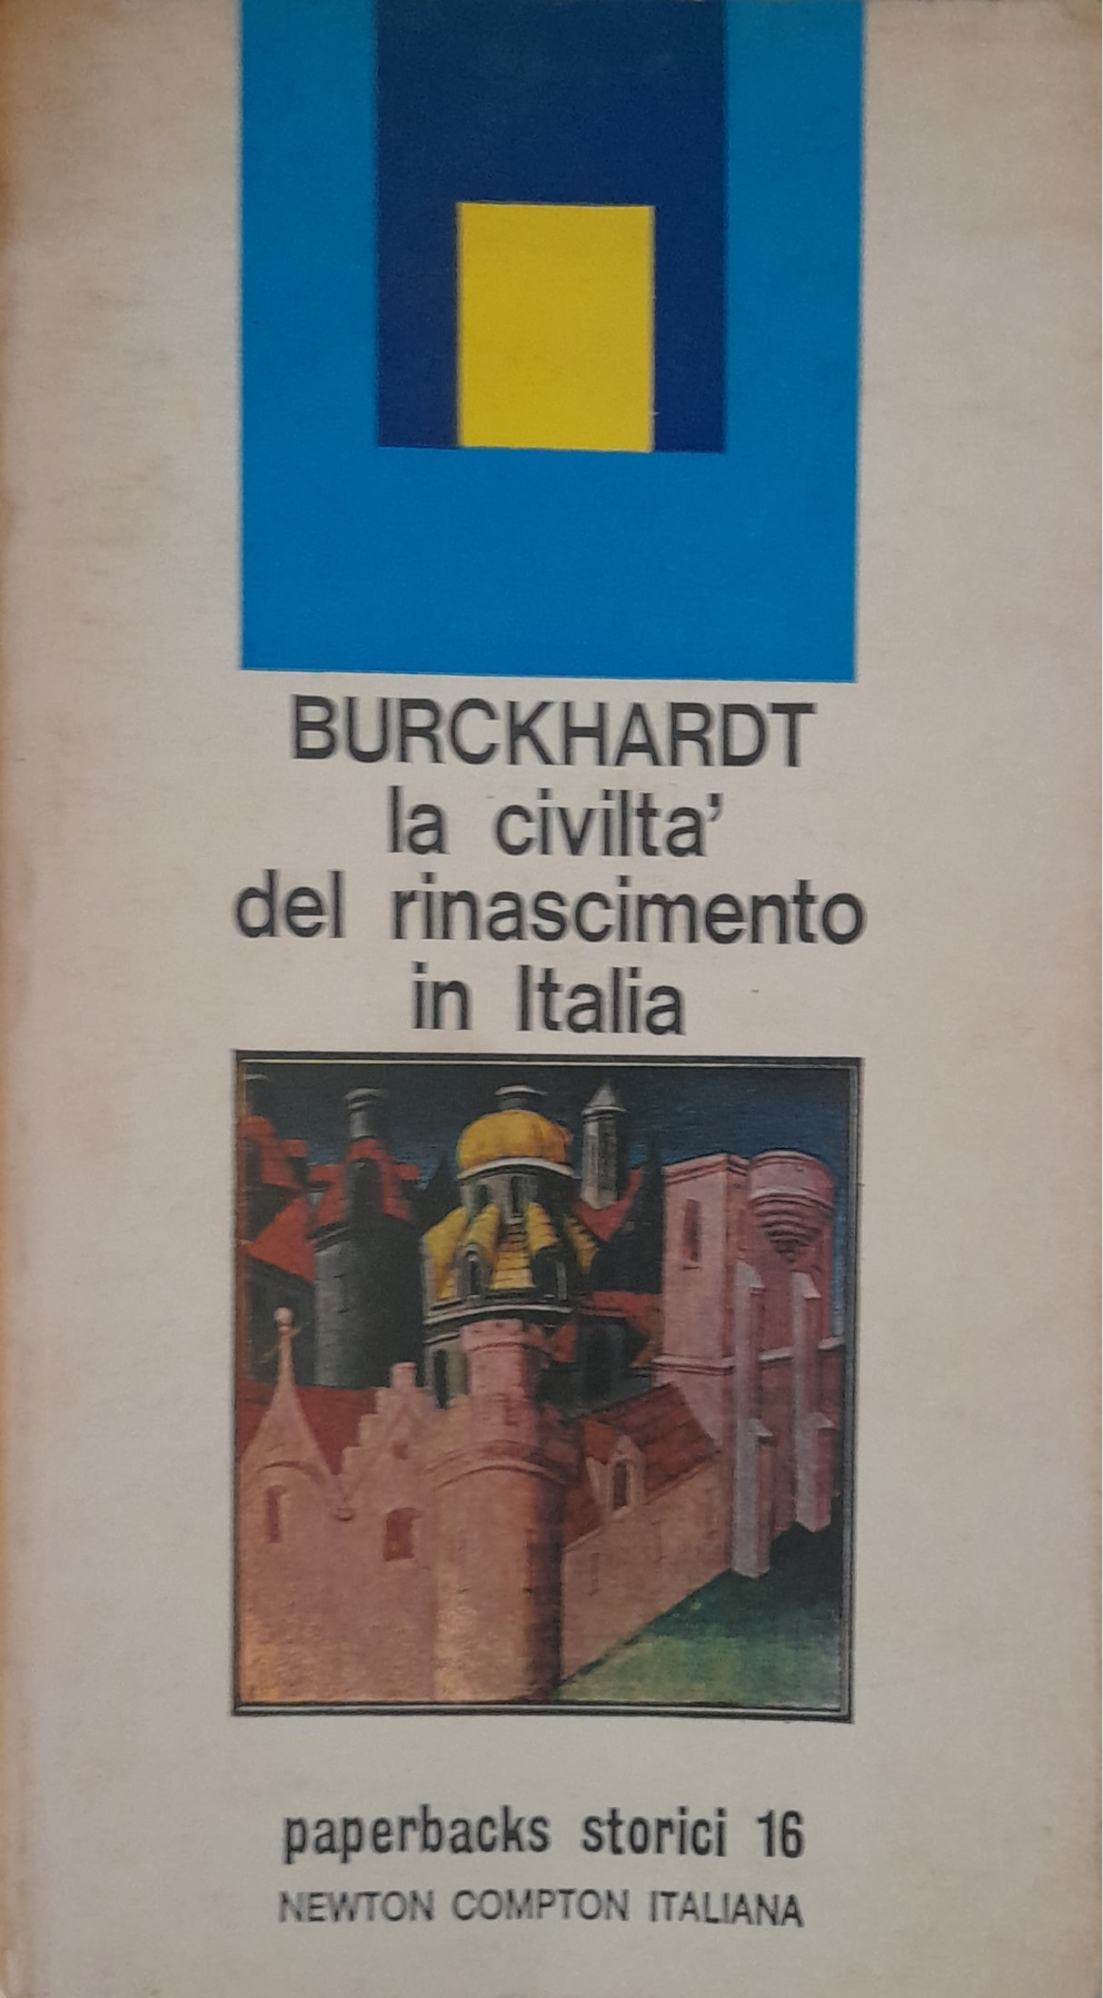 BURCKHARDT
la civilta'
del rinascimento
in Italia
paperbacks storici 16
NEWTON COMPTON ITALIANA